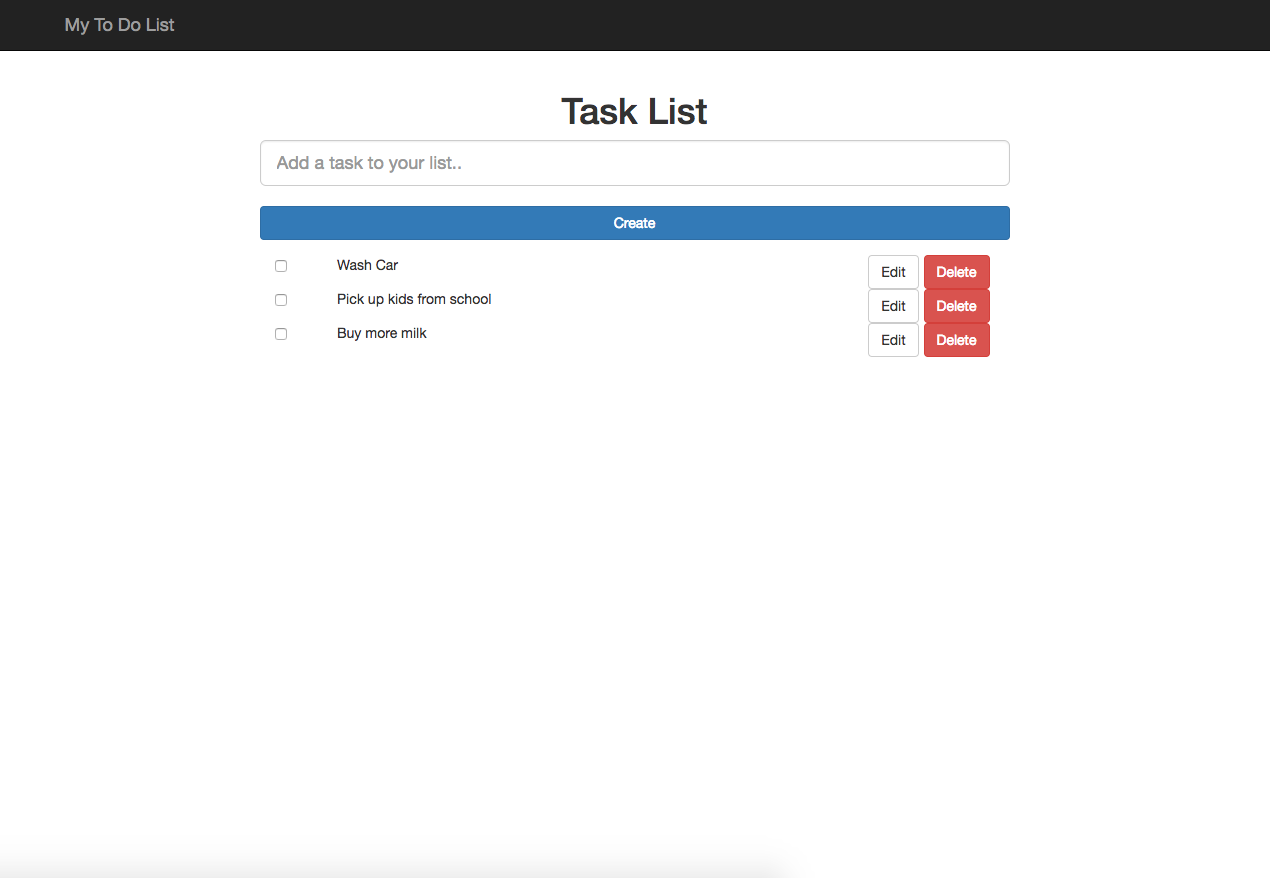 My To Do List
Task List
Add a task to your list..
Create
Wash Car Edit Delete
Pick up kids from school Edit Delete
Buy more milk Edit Delete